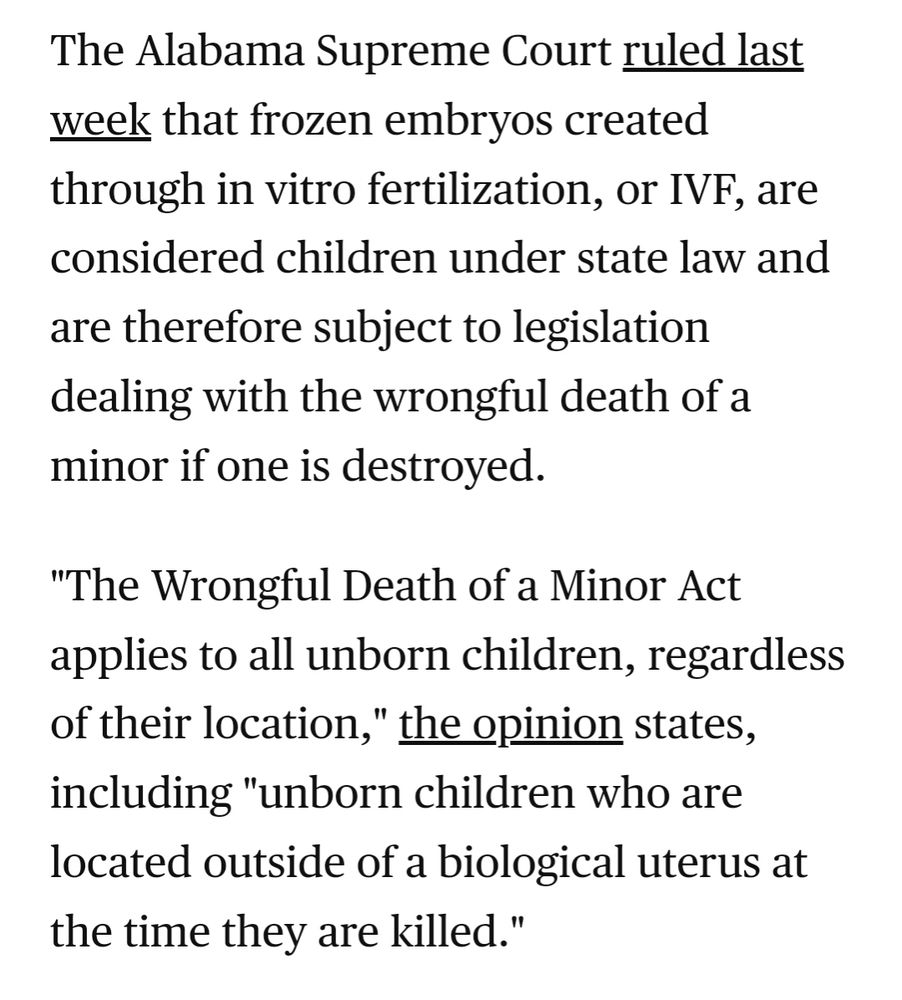 The Alabama Supreme Court ruled last
week that frozen embryos created
through in vitro fertilization, or IVF, are
considered children under state law and
are therefore subject to legislation
dealing with the wrongful death of a
minor if one is destroyed.
"The Wrongful Death of a Minor Act
applies to all unborn children, regardless
of their location," the opinion states,
including "unborn children who are
located outside of a biological uterus at
the time they are killed."